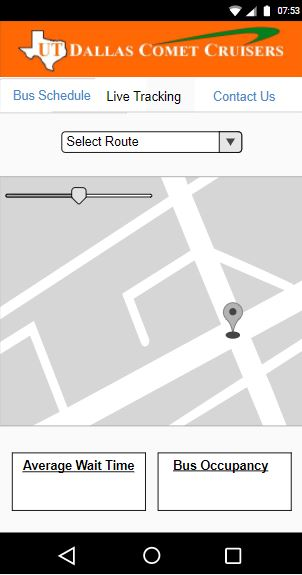 07:53
UT DALLAS COMET CRUISERS
Bus Schedule Live Tracking Contact Us
Select Route
Average Wait Time Bus Occupancy